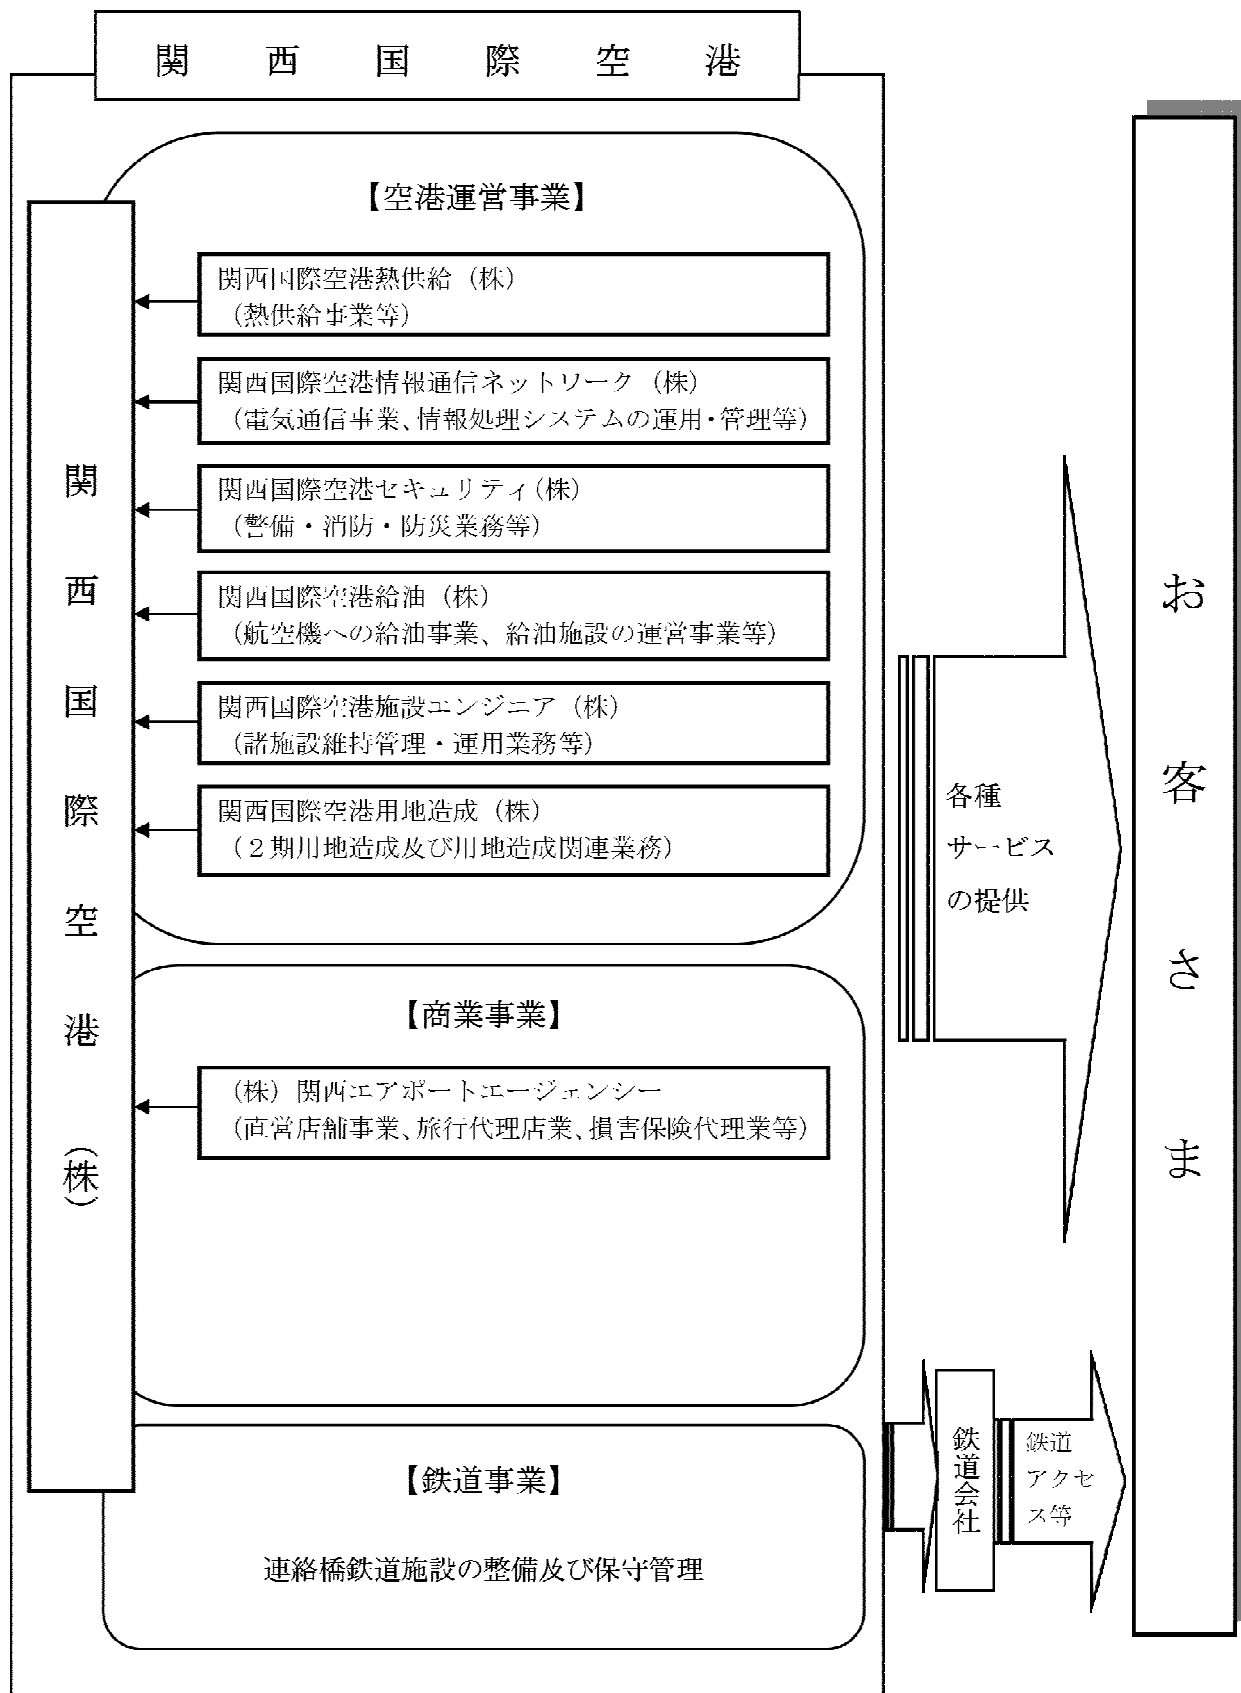 関西国際空港
関西国際空港(株)
【空港運営事業】
関西国際空港熱供給(株)
(熱供給事業等)
関西国際空港情報通信ネットワーク(株)
(電気通信事業、情報処理システムの運用・管理等)
関西国際空港セキュリティ(株)
(警備・消防・防災業務等)
関西国際空港給油(株)
(航空機への給油事業、給油施設の運営事業等)
関西国際空港施設エンジニア(株)
(諸施設維持管理・運用業務等)
関西国際空港用地造成(株)
(2期用地造成及び用地造成関連業務)
【商業事業】
(株)関西エアポートエージェンシー
(直営店舗事業、旅行代理店業、損害保険代理業等)
【鉄道事業】
連絡橋鉄道施設の整備及び保守管理
各種
サービス
の提供
鉄道会社
鉄道
アクセ
ス等
お客さま